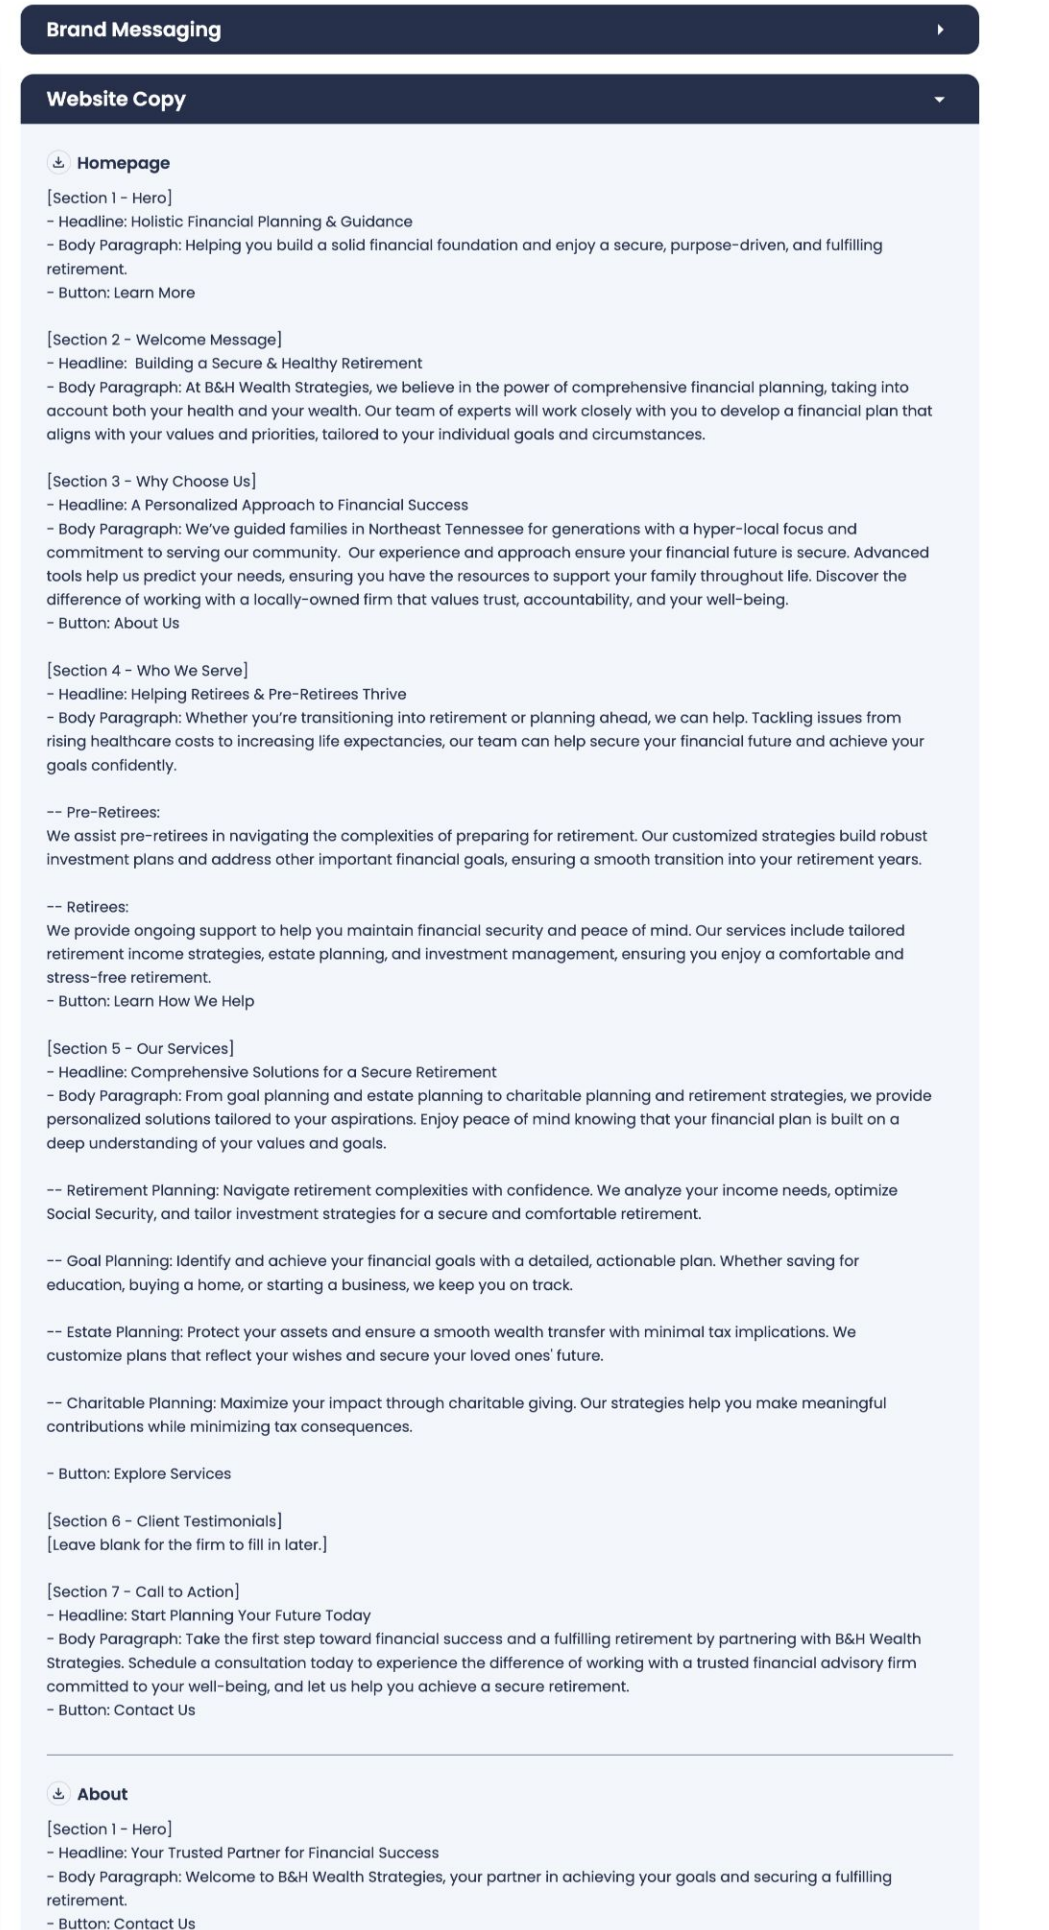 Brand Messaging
Website Copy
Homepage
[Section 1 - Hero]
- Headline: Holistic Financial Planning & Guidance
- Body Paragraph: Helping you build a solid financial foundation and enjoy a secure, purpose-driven, and fulfilling
retirement.
- Button: Learn More
[Section 2 - Welcome Message]
- Headline:  Building a Secure & Healthy Retirement
- Body Paragraph: At B&H Wealth Strategies, we believe in the power of comprehensive financial planning, taking into
account both your health and your wealth. Our team of experts will work closely with you to develop a financial plan that
aligns with your values and priorities, tailored to your individual goals and circumstances.
[Section 3 - Why Choose Us]
- Headline: A Personalized Approach to Financial Success
- Body Paragraph: We've guided families in Northeast Tennessee for generations with a hyper-local focus and
commitment to serving our community.  Our experience and approach ensure your financial future is secure. Advanced
tools help us predict your needs, ensuring you have the resources to support your family throughout life. Discover the
difference of working with a locally-owned firm that values trust, accountability, and your well-being.
- Button: About Us
[Section 4 - Who We Serve]
- Headline: Helping Retirees & Pre-Retirees Thrive
- Body Paragraph: Whether you're transitioning into retirement or planning ahead, we can help. Tackling issues from
rising healthcare costs to increasing life expectancies, our team can help secure your financial future and achieve your
goals confidently.
-- Pre-Retirees:
We assist pre-retirees in navigating the complexities of preparing for retirement. Our customized strategies build robust
investment plans and address other important financial goals, ensuring a smooth transition into your retirement years.
-- Retirees:
We provide ongoing support to help you maintain financial security and peace of mind. Our services include tailored
retirement income strategies, estate planning, and investment management, ensuring you enjoy a comfortable and
stress-free retirement.
- Button: Learn How We Help
[Section 5 - Our Services]
- Headline: Comprehensive Solutions for a Secure Retirement
- Body Paragraph: From goal planning and estate planning to charitable planning and retirement strategies, we provide
personalized solutions tailored to your aspirations. Enjoy peace of mind knowing that your financial plan is built on a
deep understanding of your values and goals.
-- Retirement Planning: Navigate retirement complexities with confidence. We analyze your income needs, optimize
Social Security, and tailor investment strategies for a secure and comfortable retirement.
-- Goal Planning: Identify and achieve your financial goals with a detailed, actionable plan. Whether saving for
education, buying a home, or starting a business, we keep you on track.
-- Estate Planning: Protect your assets and ensure a smooth wealth transfer with minimal tax implications. We
customize plans that reflect your wishes and secure your loved ones' future.
-- Charitable Planning: Maximize your impact through charitable giving. Our strategies help you make meaningful
contributions while minimizing tax consequences.
- Button: Explore Services
[Section 6 - Client Testimonials]
[Leave blank for the firm to fill in later.]
[Section 7 - Call to Action]
- Headline: Start Planning Your Future Today
- Body Paragraph: Take the first step toward financial success and a fulfilling retirement by partnering with B&H Wealth
Strategies. Schedule a consultation today to experience the difference of working with a trusted financial advisory firm
committed to your well-being, and let us help you achieve a secure retirement.
- Button: Contact Us
About
[Section 1 - Hero]
- Headline: Your Trusted Partner for Financial Success
- Body Paragraph: Welcome to B&H Wealth Strategies, your partner in achieving your goals and securing a fulfilling
retirement.
- Button: Contact Us